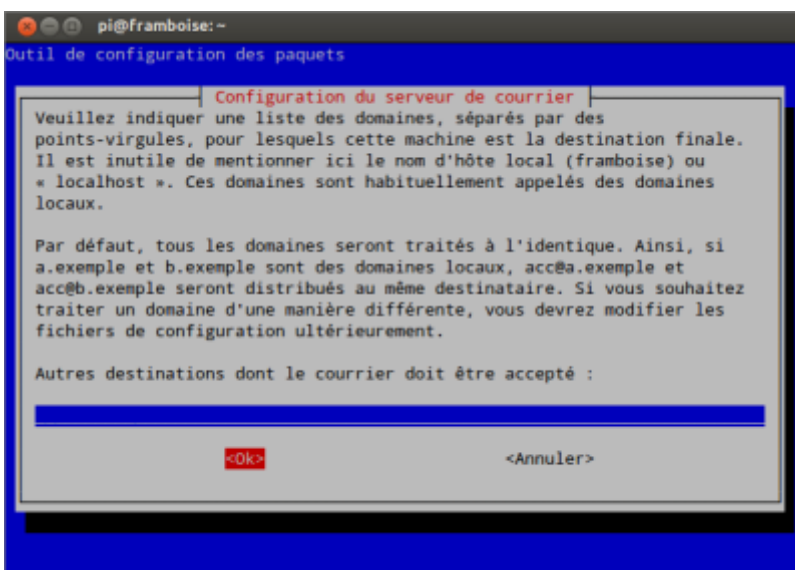 pi@framboise: ~
Outil de configuration des paquets
Configuration du serveur de courrier
Veuillez indiquer une liste des domaines, séparés par des
points-virgules, pour lesquels cette machine est la destination finale.
Il est inutile de mentionner ici le nom d'hôte local (framboise) ou
« localhost ». Ces domaines sont habituellement appelés des domaines
locaux.
Par défaut, tous les domaines seront traités à l'identique. Ainsi, si
a.exemple et b.exemple sont des domaines locaux, acc@a.exemple et
acc@b.exemple seront distribués au même destinataire. Si vous souhaitez
traiter un domaine d'une manière différente, vous devrez modifier les
fichiers de configuration ultérieurement.
Autres destinations dont le courrier doit être accepté :
<Ok> <Annuler>